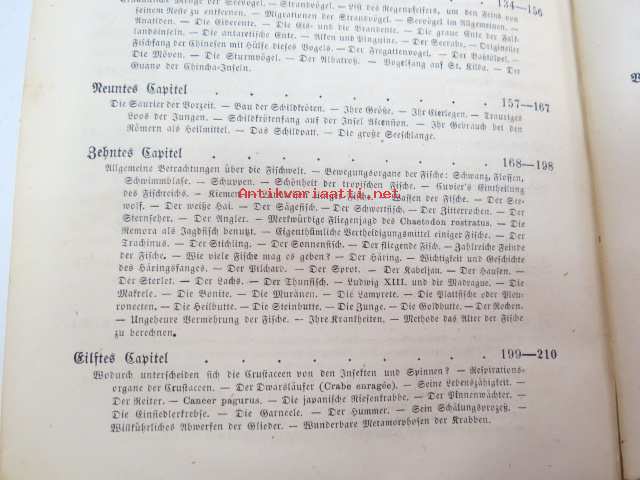 134—156
seinem Neste zu entfernen. — Migrationen der Strandvögel. — Seevögel im Allgemeinen. —
Anatiden. — Die Eiderente. — Die Eis- und die Brandente. — Die graue Ente der Falk-
landsinseln. — Die antarctische Ente. — Alken und Pinguine. — Der Seerabe. — Origineller
Fischfang der Chinesen mit Hülfe dieses Vogels. — Der Fregattenvogel. — Der Baßtölpel. —
Die Möven. — Die Sturmvögel. — Der Albatroß. — Vogelfang auf St. Kilda. — Der
Guano der Chincha-Inseln.
Neuntes Capitel . . . . . . . . 157—167
Die Saurier der Vorzeit. — Bau der Schildkröten. — Ihre Größe. — Ihr Eierlegen. — Trauriges
Loos der Jungen. — Schildkrötenfang auf der Insel Ascension. — Ihr Gebrauch bei den
Römern als Heilmittel. — Das Schildpatt. — Die große Seeschlange.
Zehntes Capitel . . . . . . . . 168—198
Allgemeine Betrachtungen über die Fischwelt. — Bewegungsorgane der Fische: Schwanz, Flossen,
Schwimmblase. — Schuppen. — Schönheit der tropischen Fische. — Cuvier's Eintheilung
des Fischreichs. — Waffen der Fische. — Der See-
Antikvariaatti.net
wolf. — Der weiße Hai. — Der Sägefisch. — Der Schwertfisch. — Der Zitterrochen. — Der
Sternseher. — Der Angler. — Merkwürdige Fliegenjagd des Chaetodon rostratus. — Die
Remora als Jagdfisch benutzt. — Eigenthümliche Vertheidigungsmittel einiger Fische. — Der
Trachinus. — Der Stichling. — Der Sonnenfisch. — Der fliegende Fisch. — Zahlreiche Feinde
der Fische. — Wie viele Fische mag es geben? — Der Häring. — Wichtigkeit und Geschichte
des Häringsfanges. — Der Pilchard. — Der Sprot. — Der Kabeljau. — Der Hausen. —
Der Sterlet. — Der Lachs. — Der Thunfisch. — Ludwig XIII. und die Madrague. — Die
Makrele. — Die Bonite. — Die Muränen. — Die Lamprete. — Die Plattfische oder Pleu-
ronecten. — Die Heilbutte. — Die Steinbutte. — Die Zunge. — Die Goldbutte. — Der Rochen.
— Ungeheure Vermehrung der Fische. — Ihre Krankheiten. — Methode das Alter der Fische
zu berechnen.
Eilftes Capitel . . . . . . . . 199—210
Wodurch unterscheiden sich die Crustaceen von den Insekten und Spinnen? — Respirations-
organe der Crustaceen. — Der Dwarsläufer (Crabe enragée). — Seine Lebenszähigkeit. —
Der Reiter. — Cancer pagurus. — Die japanische Riesenkrabbe. — Der Pinnenwächter. —
Die Einsiedlerkrebse. — Die Garneele. — Der Hummer. — Sein Schälungsprozeß. —
Willkührliches Abwerfen der Glieder. — Wunderbare Metamorphosen der Krabben.